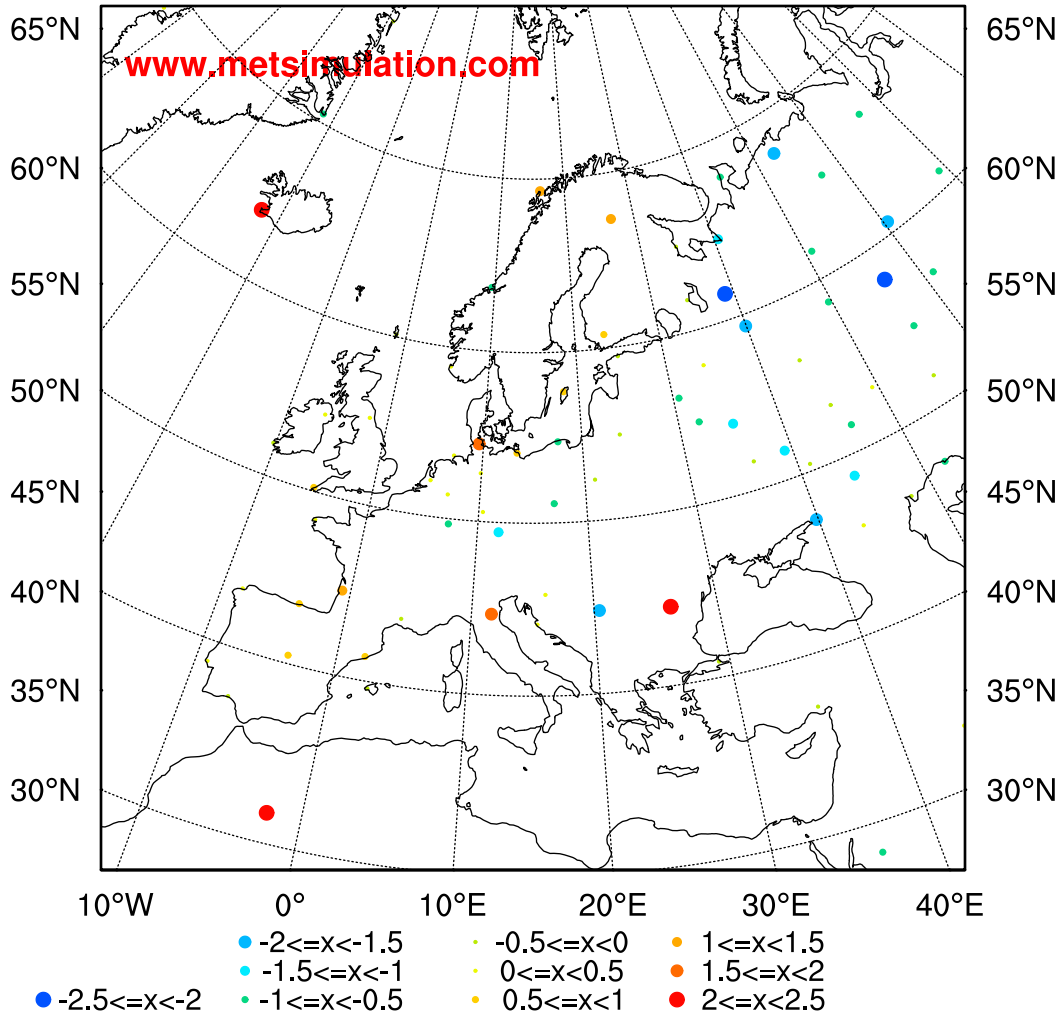 65°N 65°N
www.metsimulation.com
60°N 60°N
55°N 55°N
50°N 50°N
45°N 45°N
40°N 40°N
35°N 35°N
30°N 30°N
10°W 0° 10°E 20°E 30°E 40°E
-2<=x<-1.5 -0.5<=x<0 1<=x<1.5
-1.5<=x<-1 0<=x<0.5 1.5<=x<2
-2.5<=x<-2 -1<=x<-0.5 0.5<=x<1 2<=x<2.5